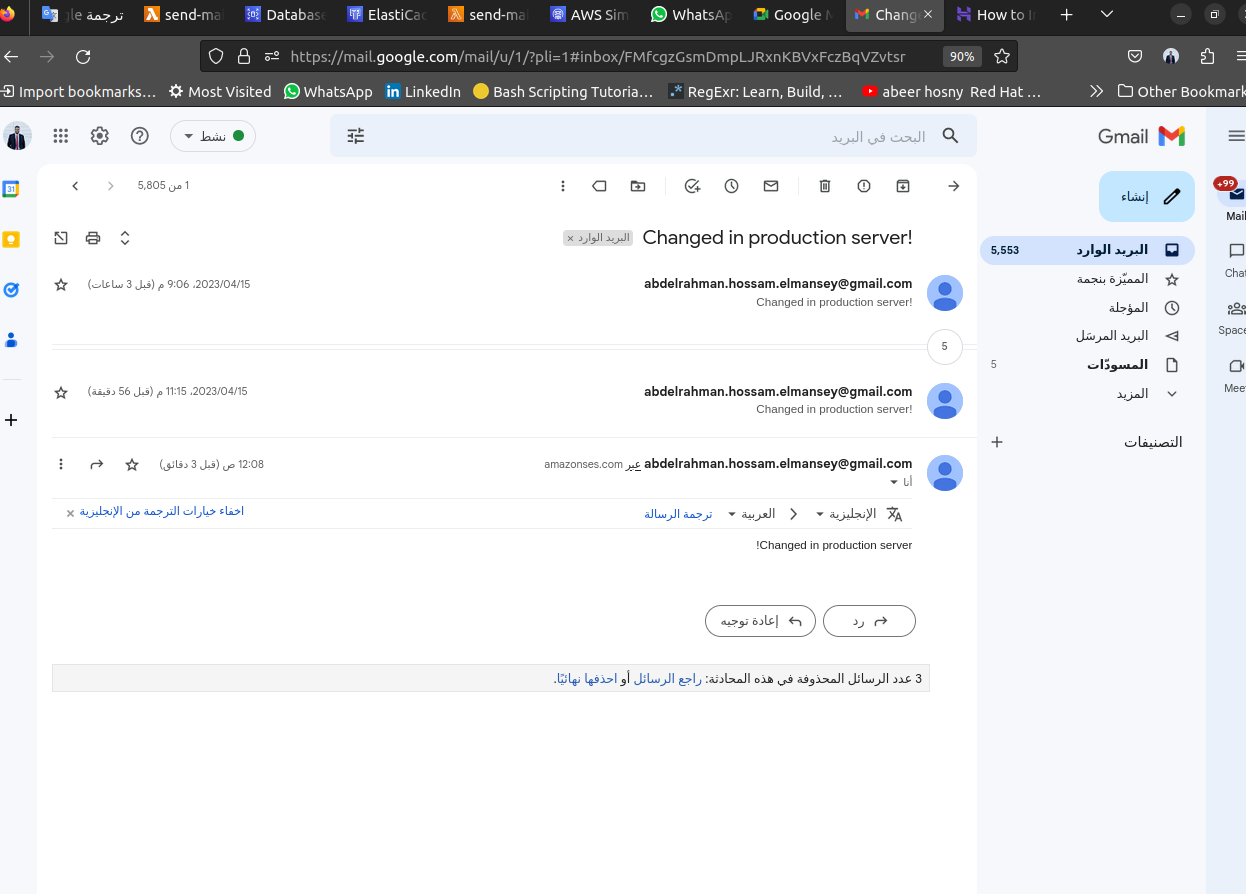 ترجمة gle
send-mai
Database
ElastiCac
send-mai
AWS Sim
WhatsAp
Google M
Change
How to I
https://mail.google.com/mail/u/1/?pli=1#inbox/FMfcgzGsmDmpLJRxnKBVxFczBqVZvtsr
90%
Import bookmarks...
Most Visited
WhatsApp
LinkedIn
Bash Scripting Tutoria...
RegExr: Learn, Build, ...
abeer hosny Red Hat ...
Other Bookmark
Gmail
البحث في البريد
نشط
+99
Mail
Chat
Space
Meet
إنشاء
البريد الوارد 5,553
المميّزة بنجمة
المؤجلة
البريد المرسَل
المسودّات 5
المزيد
التصنيفات
31
1 من 5,805
Changed in production server!
البريد الوارد ×
abdelrahman.hossam.elmansey@gmail.com
2023/04/15، 9:06 م (قبل 3 ساعات)
Changed in production server!
5
abdelrahman.hossam.elmansey@gmail.com
2023/04/15، 11:15 م (قبل 56 دقيقة)
Changed in production server!
abdelrahman.hossam.elmansey@gmail.com عبر amazonses.com
12:08 ص (قبل 3 دقائق)
أنا
الإنجليزية
العربية
ترجمة الرسالة
اخفاء خيارات الترجمة من الإنجليزية ×
!Changed in production server
رد
إعادة توجيه
3 عدد الرسائل المحذوفة في هذه المحادثة: راجع الرسائل أو احذفها نهائيًا.